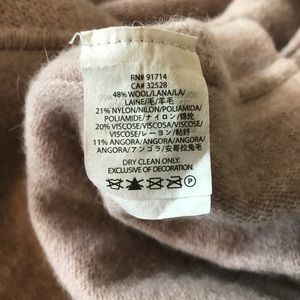 RN# 91714
CA# 32528
48% WOOL/LANA/LA/
LAINE/毛/羊毛
21% NYLON/NILON/POLIAMIDA/
POLIAMIDE/ナイロン/锦纶
20% VISCOSE/VISCOSA/VISCOSE/
VISCOSE/レーヨン/粘纤
11% ANGORA/ANGORA/ANGORA/
ANGORA/アンゴラ/安哥拉兔毛
DRY CLEAN ONLY.
EXCLUSIVE OF DECORATION.
P